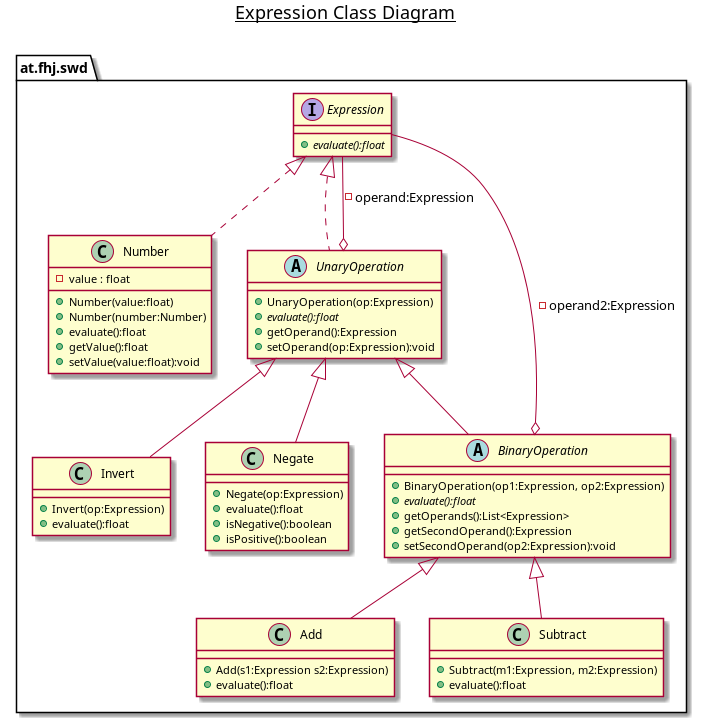 Expression Class Diagram
at.fhj.swd
I Expression
evaluate():float
operand:Expression
C Number
value : float
Number(value:float)
Number(number:Number)
evaluate():float
getValue():float
setValue(value:float):void
A UnaryOperation
UnaryOperation(op:Expression)
evaluate():float
getOperand():Expression
setOperand(op:Expression):void
operand2:Expression
C Invert
Invert(op:Expression)
evaluate():float
C Negate
Negate(op:Expression)
evaluate():float
isNegative():boolean
isPositive():boolean
A BinaryOperation
BinaryOperation(op1:Expression, op2:Expression)
evaluate():float
getOperands():List<Expression>
getSecondOperand():Expression
setSecondOperand(op2:Expression):void
C Add
Add(s1:Expression s2:Expression)
evaluate():float
C Subtract
Subtract(m1:Expression, m2:Expression)
evaluate():float